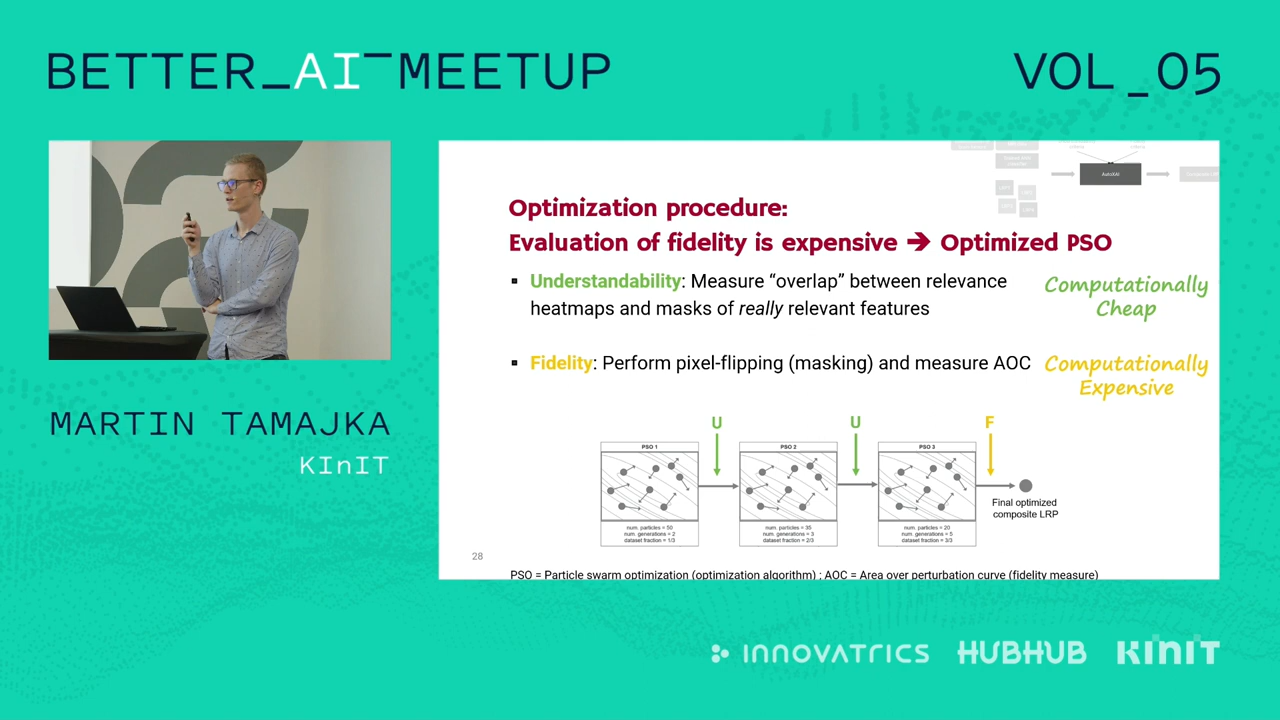 BETTER_AI¯MEETUP
VOL_05
AutoXAI
Optimization procedure:
Evaluation of fidelity is expensive ➔ Optimized PSO
▪ Understandability: Measure “overlap” between relevance
heatmaps and masks of really relevant features
Computationally
Cheap
▪ Fidelity: Perform pixel-flipping (masking) and measure AOC
Computationally
Expensive
U
U
F
PSO 1
PSO 2
PSO 3
num. particles = 50
num. generations = 2
dataset fraction = 1/3
num. particles = 35
num. generations = 3
dataset fraction = 2/3
num. particles = 20
num. generations = 5
dataset fraction = 3/3
Final optimized
composite LRP
28
PSO = Particle swarm optimization (optimization algorithm) ; AOC = Area over perturbation curve (fidelity measure)
MARTIN TAMAJKA
KInIT
INNOVATRICS
HUBHUB
KInIT